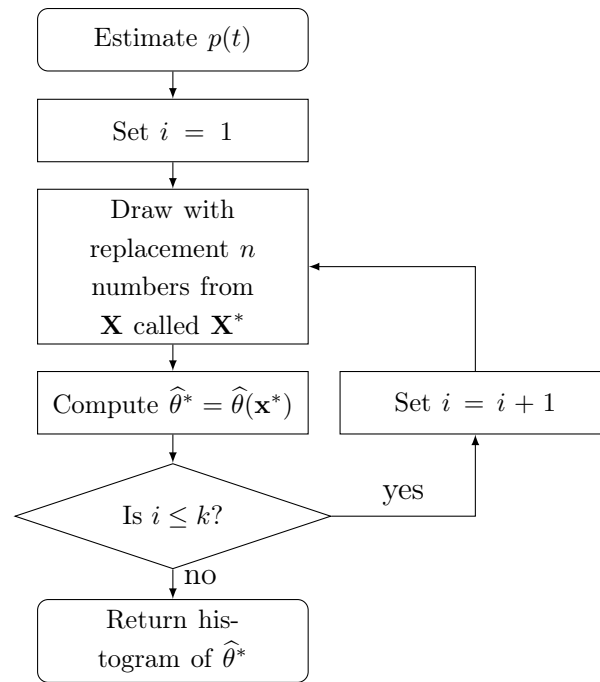 Estimate p(t)
Set i = 1
Draw with
replacement n
numbers from
𝐗 called 𝐗*
Compute θ̂* = θ̂(𝐱*)
Set i = i + 1
Is i ≤ k?
yes
no
Return his-
togram of θ̂*